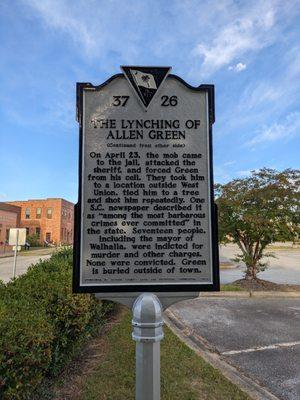 37 26
THE LYNCHING OF
ALLEN GREEN
(Continued from other side)
On April 23, the mob came
to the jail, attacked the
sheriff, and forced Green
from his cell. They took him
to a location outside West
Union, tied him to a tree
and shot him repeatedly. One
S.C. newspaper described it
as "among the most barbarous
crimes ever committed" in
the state. Seventeen people,
including the mayor of
Walhalla, were indicted for
murder and other charges.
None were convicted. Green
is buried outside of town.